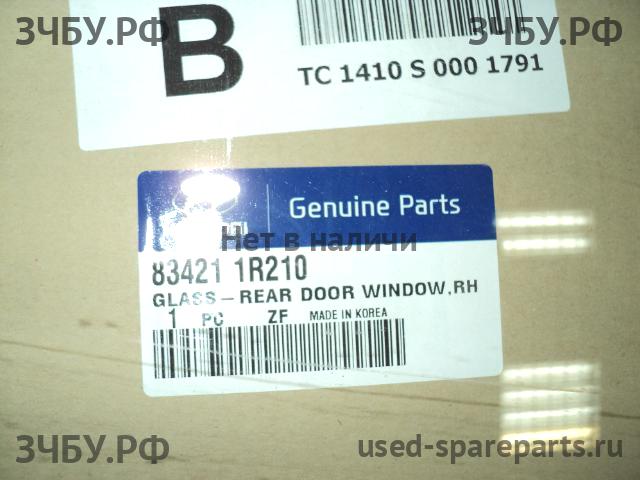 ЗЧБУ.РФ
ЗЧБУ.РФ
B
TC 1410 S 000 1791
Genuine Parts
Нет в наличи
83421 1R210
GLASS-REAR DOOR WINDOW,RH
1 PC ZF MADE IN KOREA
ЗЧБУ.РФ
used-spareparts.ru